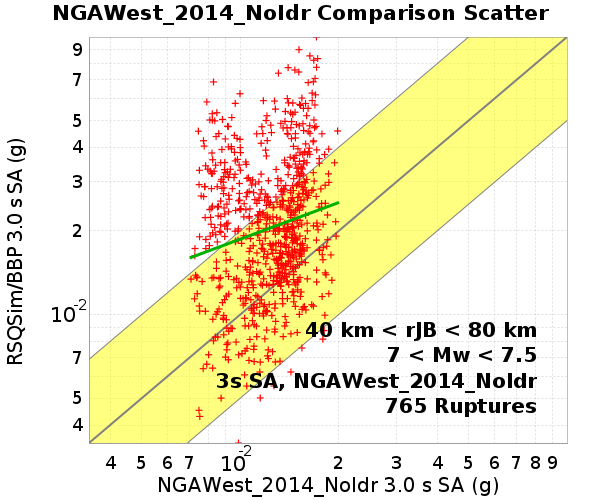 NGAWest_2014_NoIdr Comparison Scatter
9
7
5
4
3
2
10-2
7
5
4
RSQSim/BBP 3.0 s SA (g)
40 km < rJB < 80 km
7 < Mw < 7.5
3s SA, NGAWest_2014_NoIdr
765 Ruptures
4 5 6 7 10-2 2 3 4 5 6 7 8 9
NGAWest_2014_NoIdr 3.0 s SA (g)